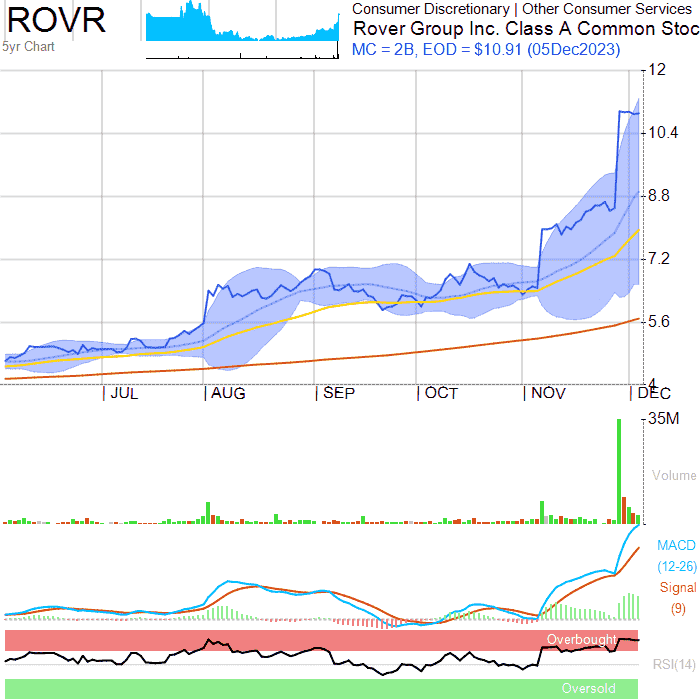 ROVR
5yr Chart
Consumer Discretionary | Other Consumer Services
Rover Group Inc. Class A Common Stoc
MC = 2B, EOD = $10.91 (05Dec2023)
12
10.4
8.8
7.2
5.6
4
JUL AUG SEP OCT NOV DEC
35M
Volume
MACD
(12-26)
Signal
(9)
Overbought
RSI(14)
Oversold